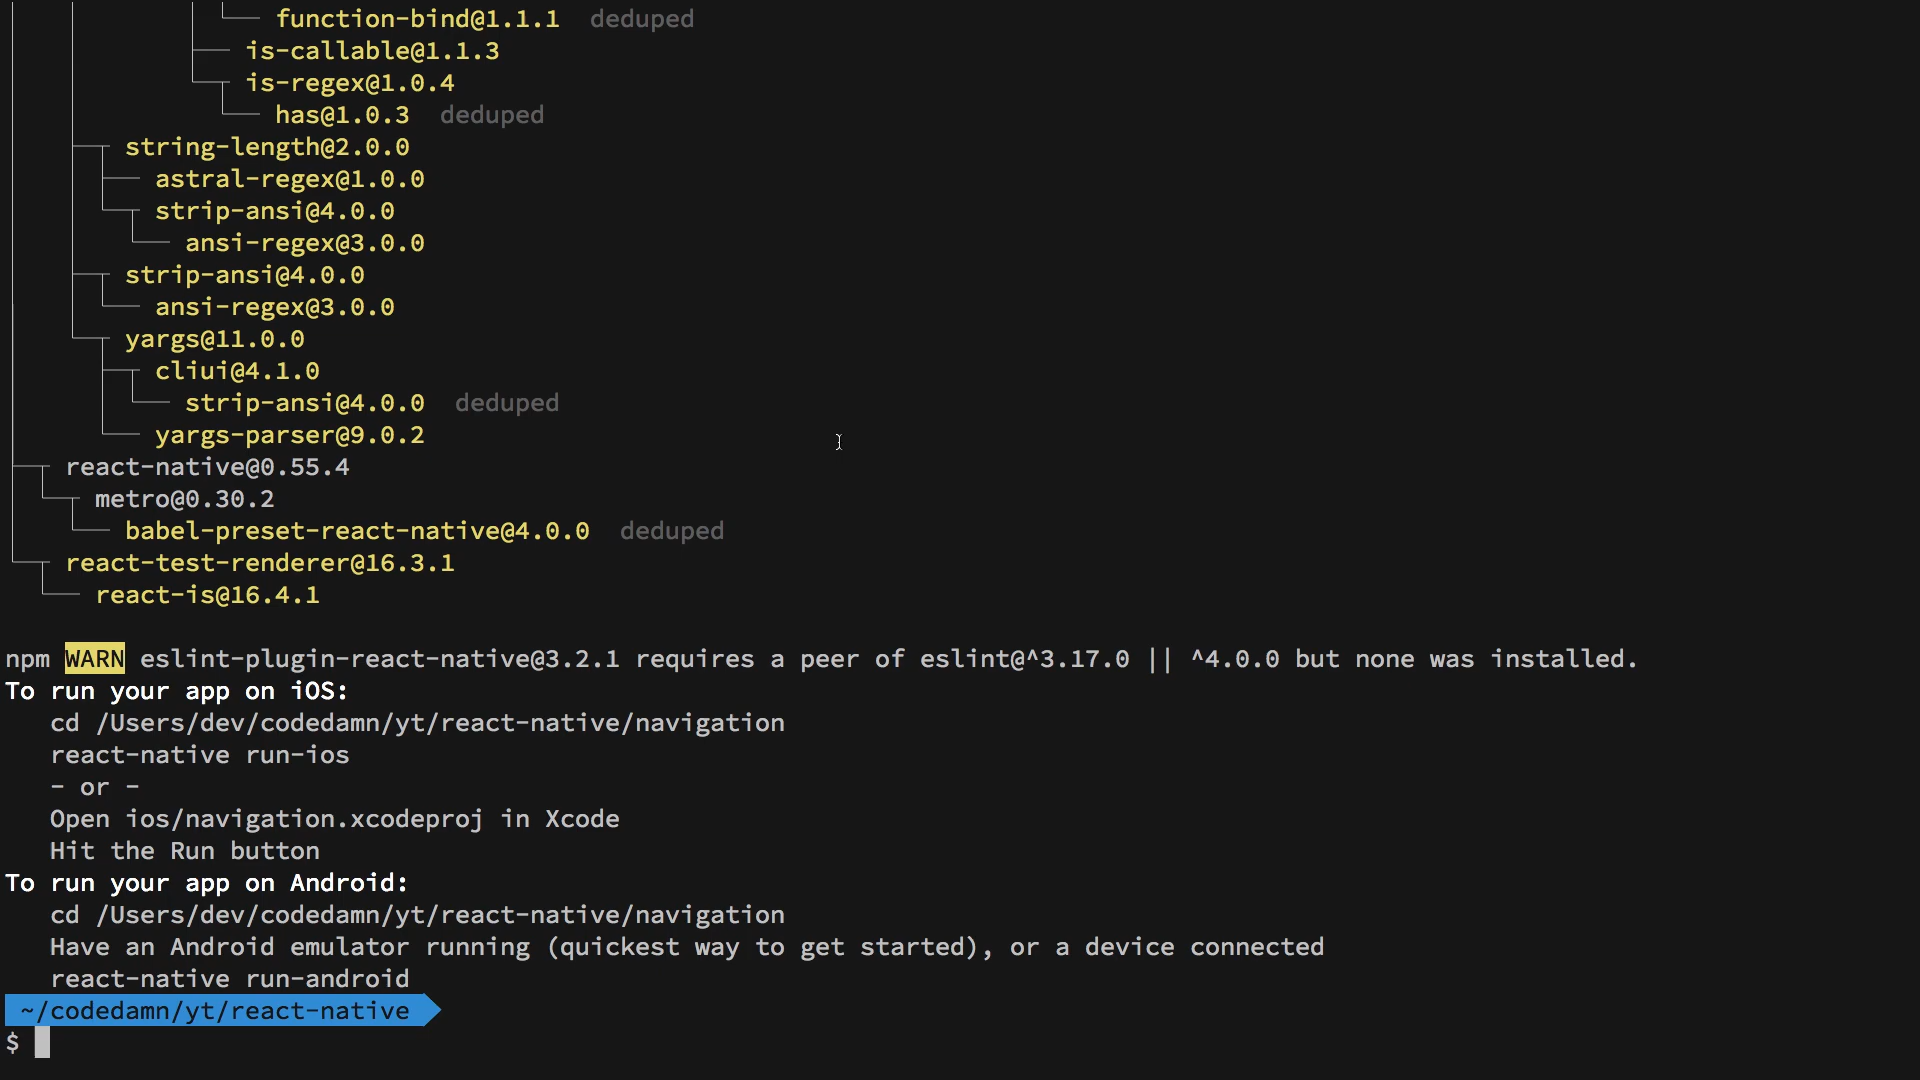 function-bind@1.1.1 deduped
is-callable@1.1.3
is-regex@1.0.4
has@1.0.3 deduped
string-length@2.0.0
astral-regex@1.0.0
strip-ansi@4.0.0
ansi-regex@3.0.0
strip-ansi@4.0.0
ansi-regex@3.0.0
yargs@11.0.0
cliui@4.1.0
strip-ansi@4.0.0 deduped
yargs-parser@9.0.2
react-native@0.55.4
metro@0.30.2
babel-preset-react-native@4.0.0 deduped
react-test-renderer@16.3.1
react-is@16.4.1
npm WARN eslint-plugin-react-native@3.2.1 requires a peer of eslint@^3.17.0 || ^4.0.0 but none was installed.
To run your app on iOS:
cd /Users/dev/codedamn/yt/react-native/navigation
react-native run-ios
- or -
Open ios/navigation.xcodeproj in Xcode
Hit the Run button
To run your app on Android:
cd /Users/dev/codedamn/yt/react-native/navigation
Have an Android emulator running (quickest way to get started), or a device connected
react-native run-android
~/codedamn/yt/react-native
$